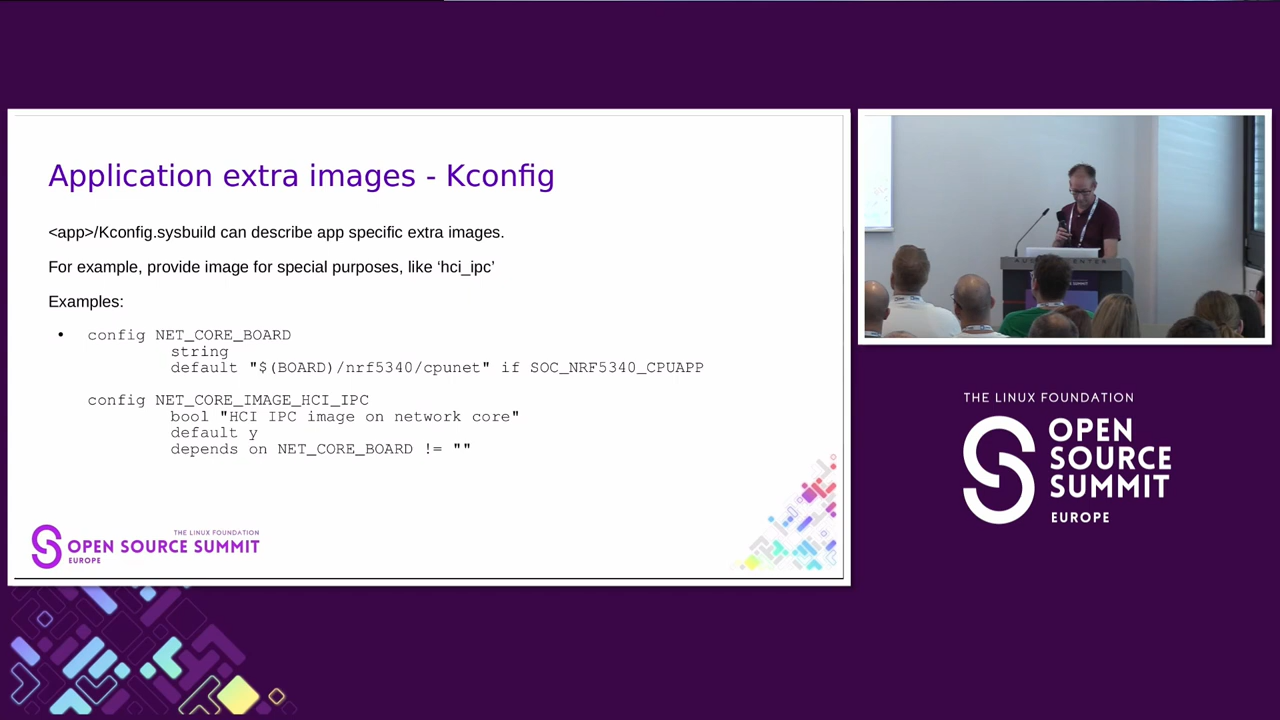 Application extra images - Kconfig
<app>/Kconfig.sysbuild can describe app specific extra images.
For example, provide image for special purposes, like ‘hci_ipc’
Examples:
• config NET_CORE_BOARD
string
default "$(BOARD)/nrf5340/cpunet" if SOC_NRF5340_CPUAPP
config NET_CORE_IMAGE_HCI_IPC
bool "HCI IPC image on network core"
default y
depends on NET_CORE_BOARD != ""
THE LINUX FOUNDATION
OPEN SOURCE SUMMIT
EUROPE
THE LINUX FOUNDATION
OPEN
SOURCE
SUMMIT
EUROPE